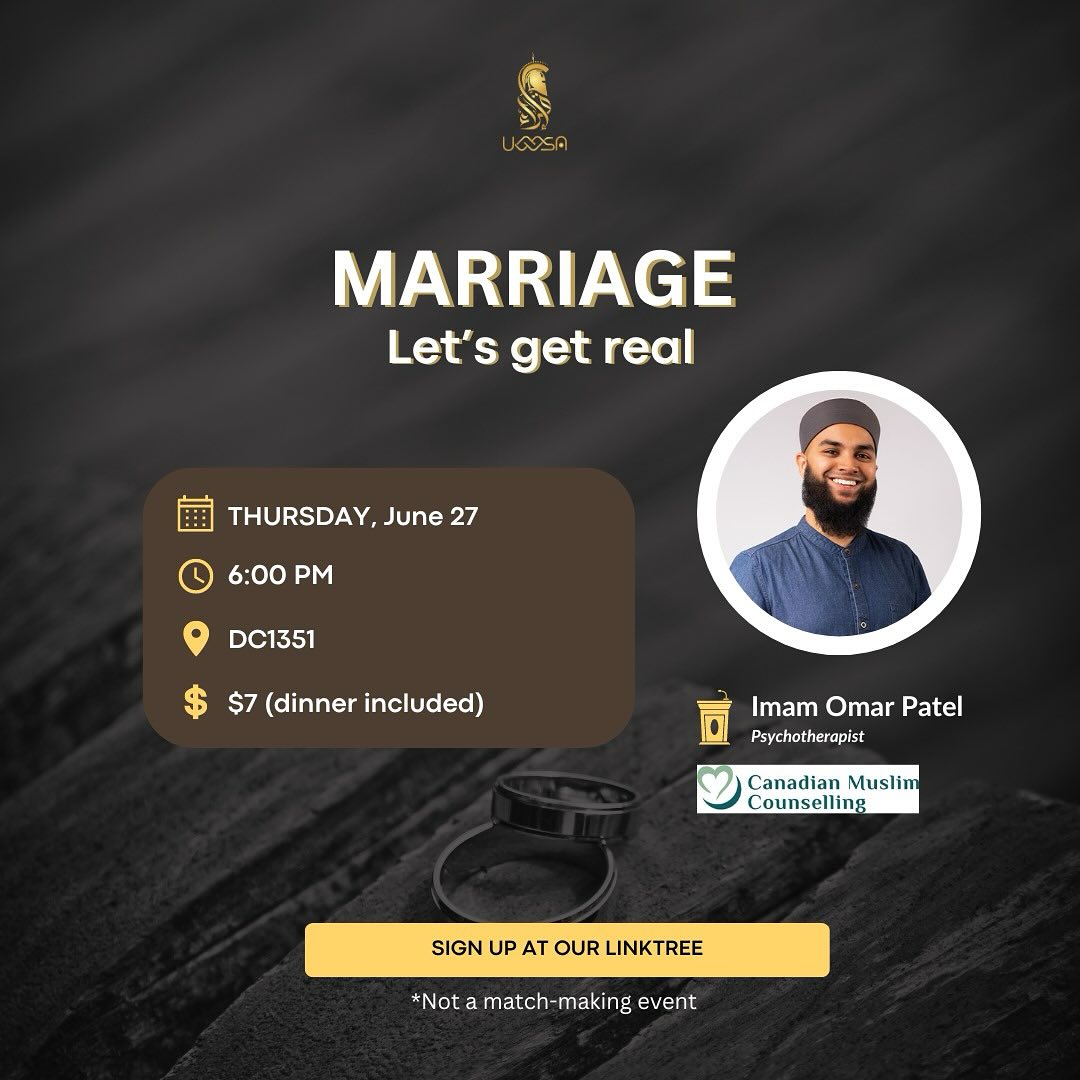 MARRIAGE
Let's get real
THURSDAY, June 27
6:00 PM
DC1351
$7 (dinner included)
Imam Omar Patel
Psychotherapist
Canadian Muslim
Counselling
SIGN UP AT OUR LINKTREE
*Not a match-making event